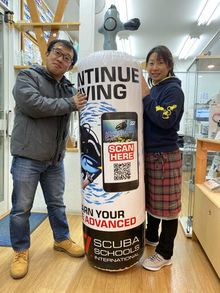 NTINUE
VING
SCAN
HERE
RN YOUR
ADVANCED
SCUBA
SCHOOLS
INTERNATIONAL